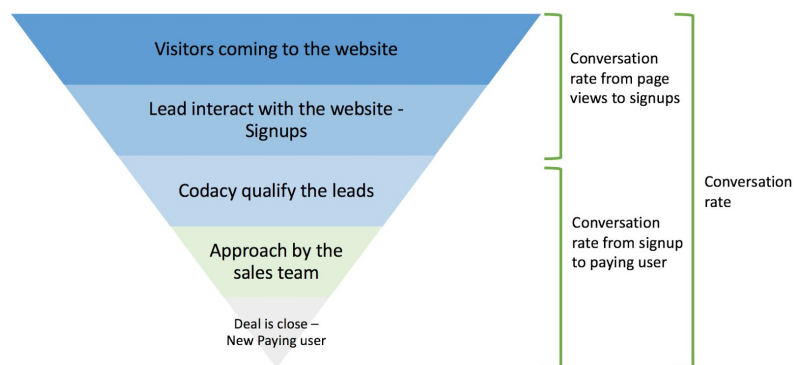 Visitors coming to the website
Lead interact with the website -
Signups
Codacy qualify the leads
Approach by the
sales team
Deal is close –
New Paying user
Conversation
rate from page
views to signups
Conversation
rate from signup
to paying user
Conversation
rate